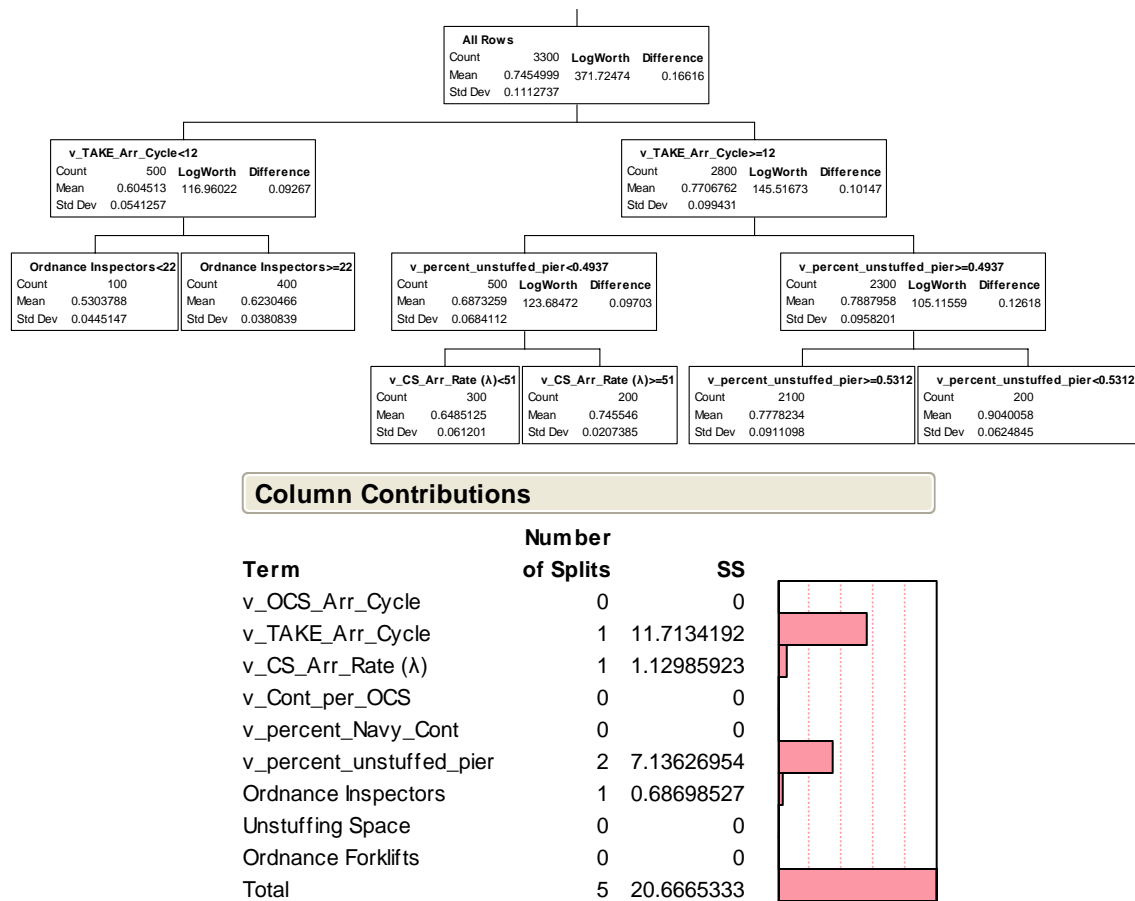 All Rows
Count 3300 LogWorth Difference
Mean 0.7454999 371.72474 0.16616
Std Dev 0.1112737
v_TAKE_Arr_Cycle<12
Count 500 LogWorth Difference
Mean 0.604513 116.96022 0.09267
Std Dev 0.0541257
v_TAKE_Arr_Cycle>=12
Count 2800 LogWorth Difference
Mean 0.7706762 145.51673 0.10147
Std Dev 0.099431
Ordnance Inspectors<22
Count 100
Mean 0.5303788
Std Dev 0.0445147
Ordnance Inspectors>=22
Count 400
Mean 0.6230466
Std Dev 0.0380839
v_percent_unstuffed_pier<0.4937
Count 500 LogWorth Difference
Mean 0.6873259 123.68472 0.09703
Std Dev 0.0684112
v_percent_unstuffed_pier>=0.4937
Count 2300 LogWorth Difference
Mean 0.7887958 105.11559 0.12618
Std Dev 0.0958201
v_CS_Arr_Rate (λ)<51
Count 300
Mean 0.6485125
Std Dev 0.061201
v_CS_Arr_Rate (λ)>=51
Count 200
Mean 0.745546
Std Dev 0.0207385
v_percent_unstuffed_pier>=0.5312
Count 2100
Mean 0.7778234
Std Dev 0.0911098
v_percent_unstuffed_pier<0.5312
Count 200
Mean 0.9040058
Std Dev 0.0624845
Column Contributions
Number
Term of Splits SS
v_OCS_Arr_Cycle 0 0
v_TAKE_Arr_Cycle 1 11.7134192
v_CS_Arr_Rate (λ) 1 1.12985923
v_Cont_per_OCS 0 0
v_percent_Navy_Cont 0 0
v_percent_unstuffed_pier 2 7.13626954
Ordnance Inspectors 1 0.68698527
Unstuffing Space 0 0
Ordnance Forklifts 0 0
Total 5 20.6665333